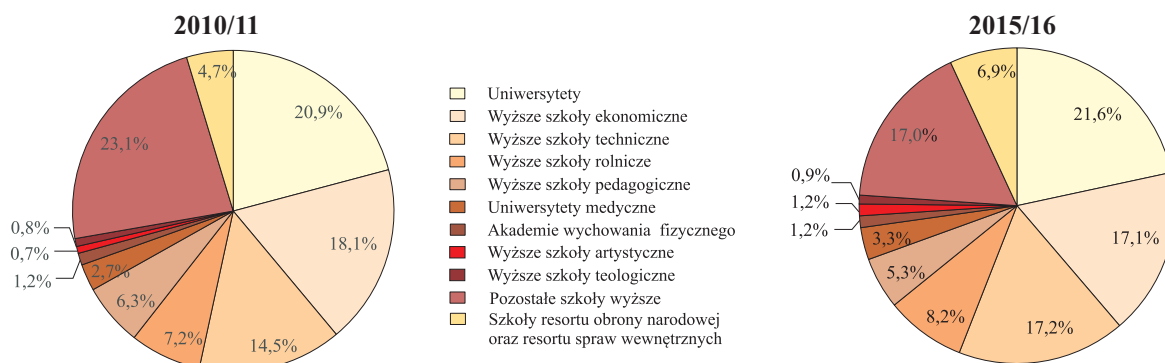 2010/11
4,7%
20,9%
23,1%
18,1%
0,8%
0,7%
1,2%
2,7%
6,3%
7,2%
14,5%
Uniwersytety
Wyższe szkoły ekonomiczne
Wyższe szkoły techniczne
Wyższe szkoły rolnicze
Wyższe szkoły pedagogiczne
Uniwersytety medyczne
Akademie wychowania fizycznego
Wyższe szkoły artystyczne
Wyższe szkoły teologiczne
Pozostałe szkoły wyższe
Szkoły resortu obrony narodowej
oraz resortu spraw wewnętrznych
2015/16
6,9%
21,6%
17,0%
0,9%
1,2%
1,2%
3,3%
17,1%
5,3%
8,2%
17,2%